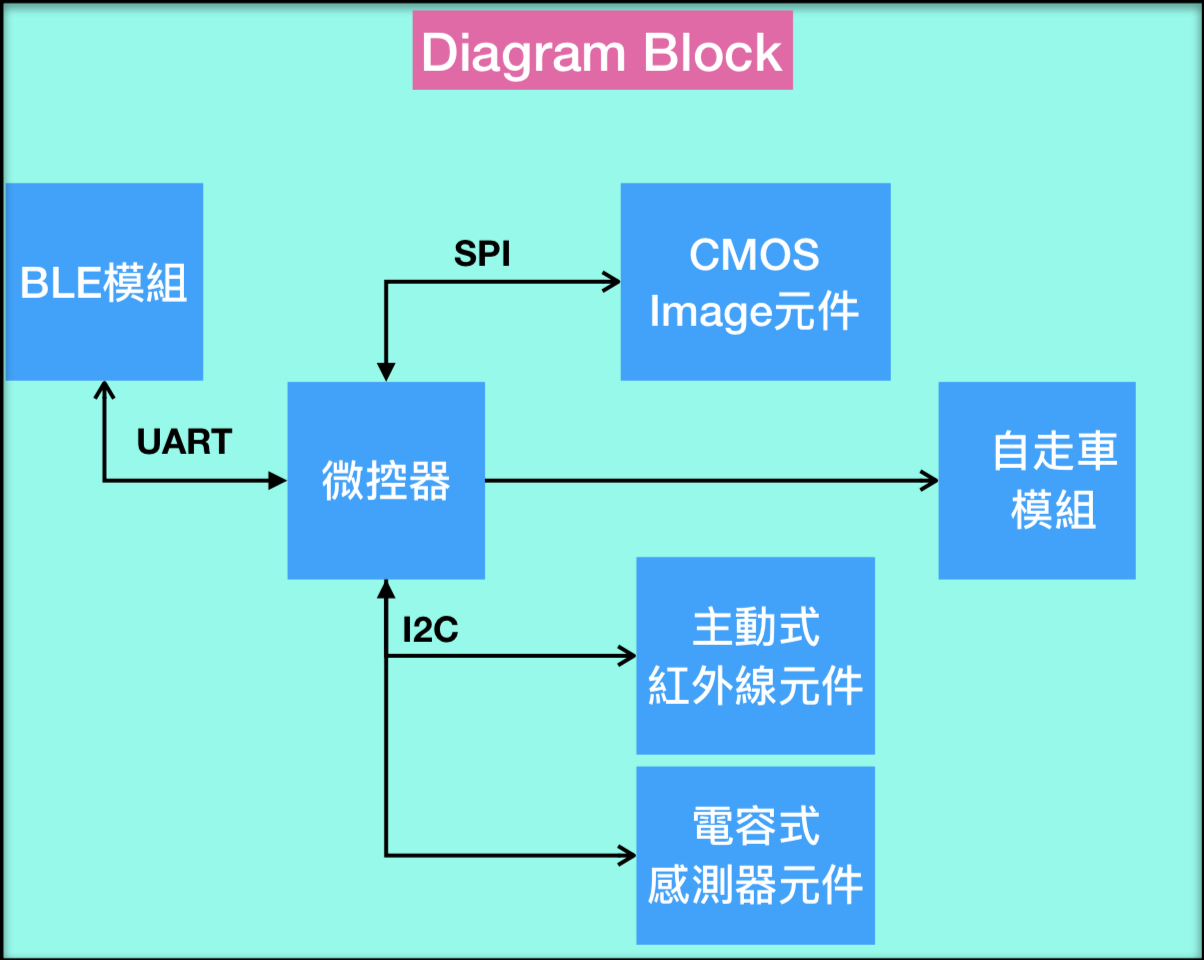 Diagram Block
BLE模組
SPI
CMOS
Image元件
UART
微控器
自走車
模組
I2C
主動式
紅外線元件
電容式
感測器元件